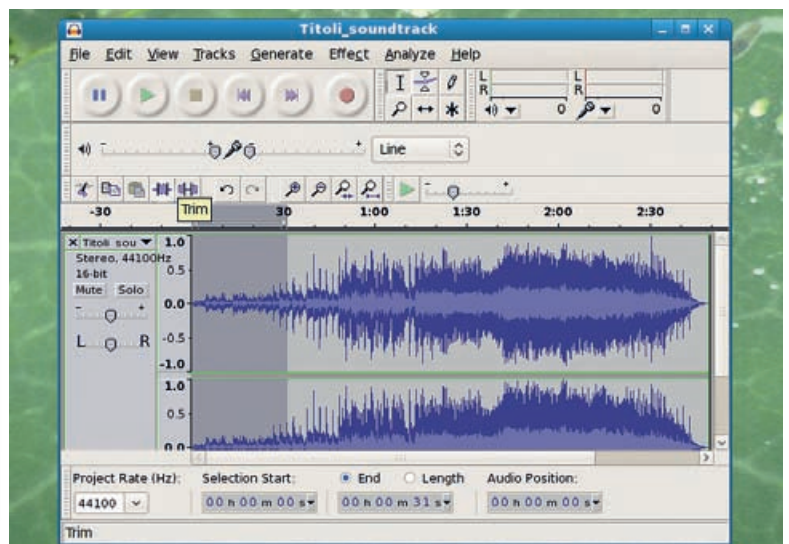 Titoli_soundtrack
File Edit View Tracks Generate Effect Analyze Help
L
R
L
R
0 0
Line
Trim
-30 30 1:00 1:30 2:00 2:30
Titoli sou
Stereo, 44100Hz
16-bit
Mute Solo
- +
L R
1.0
0.5
0.0
-0.5
-1.0
1.0
0.5
0.0
Project Rate (Hz): Selection Start: End Length Audio Position:
44100 00 h 00 m 00 s 00 h 00 m 31 s 00 h 00 m 00 s
Trim